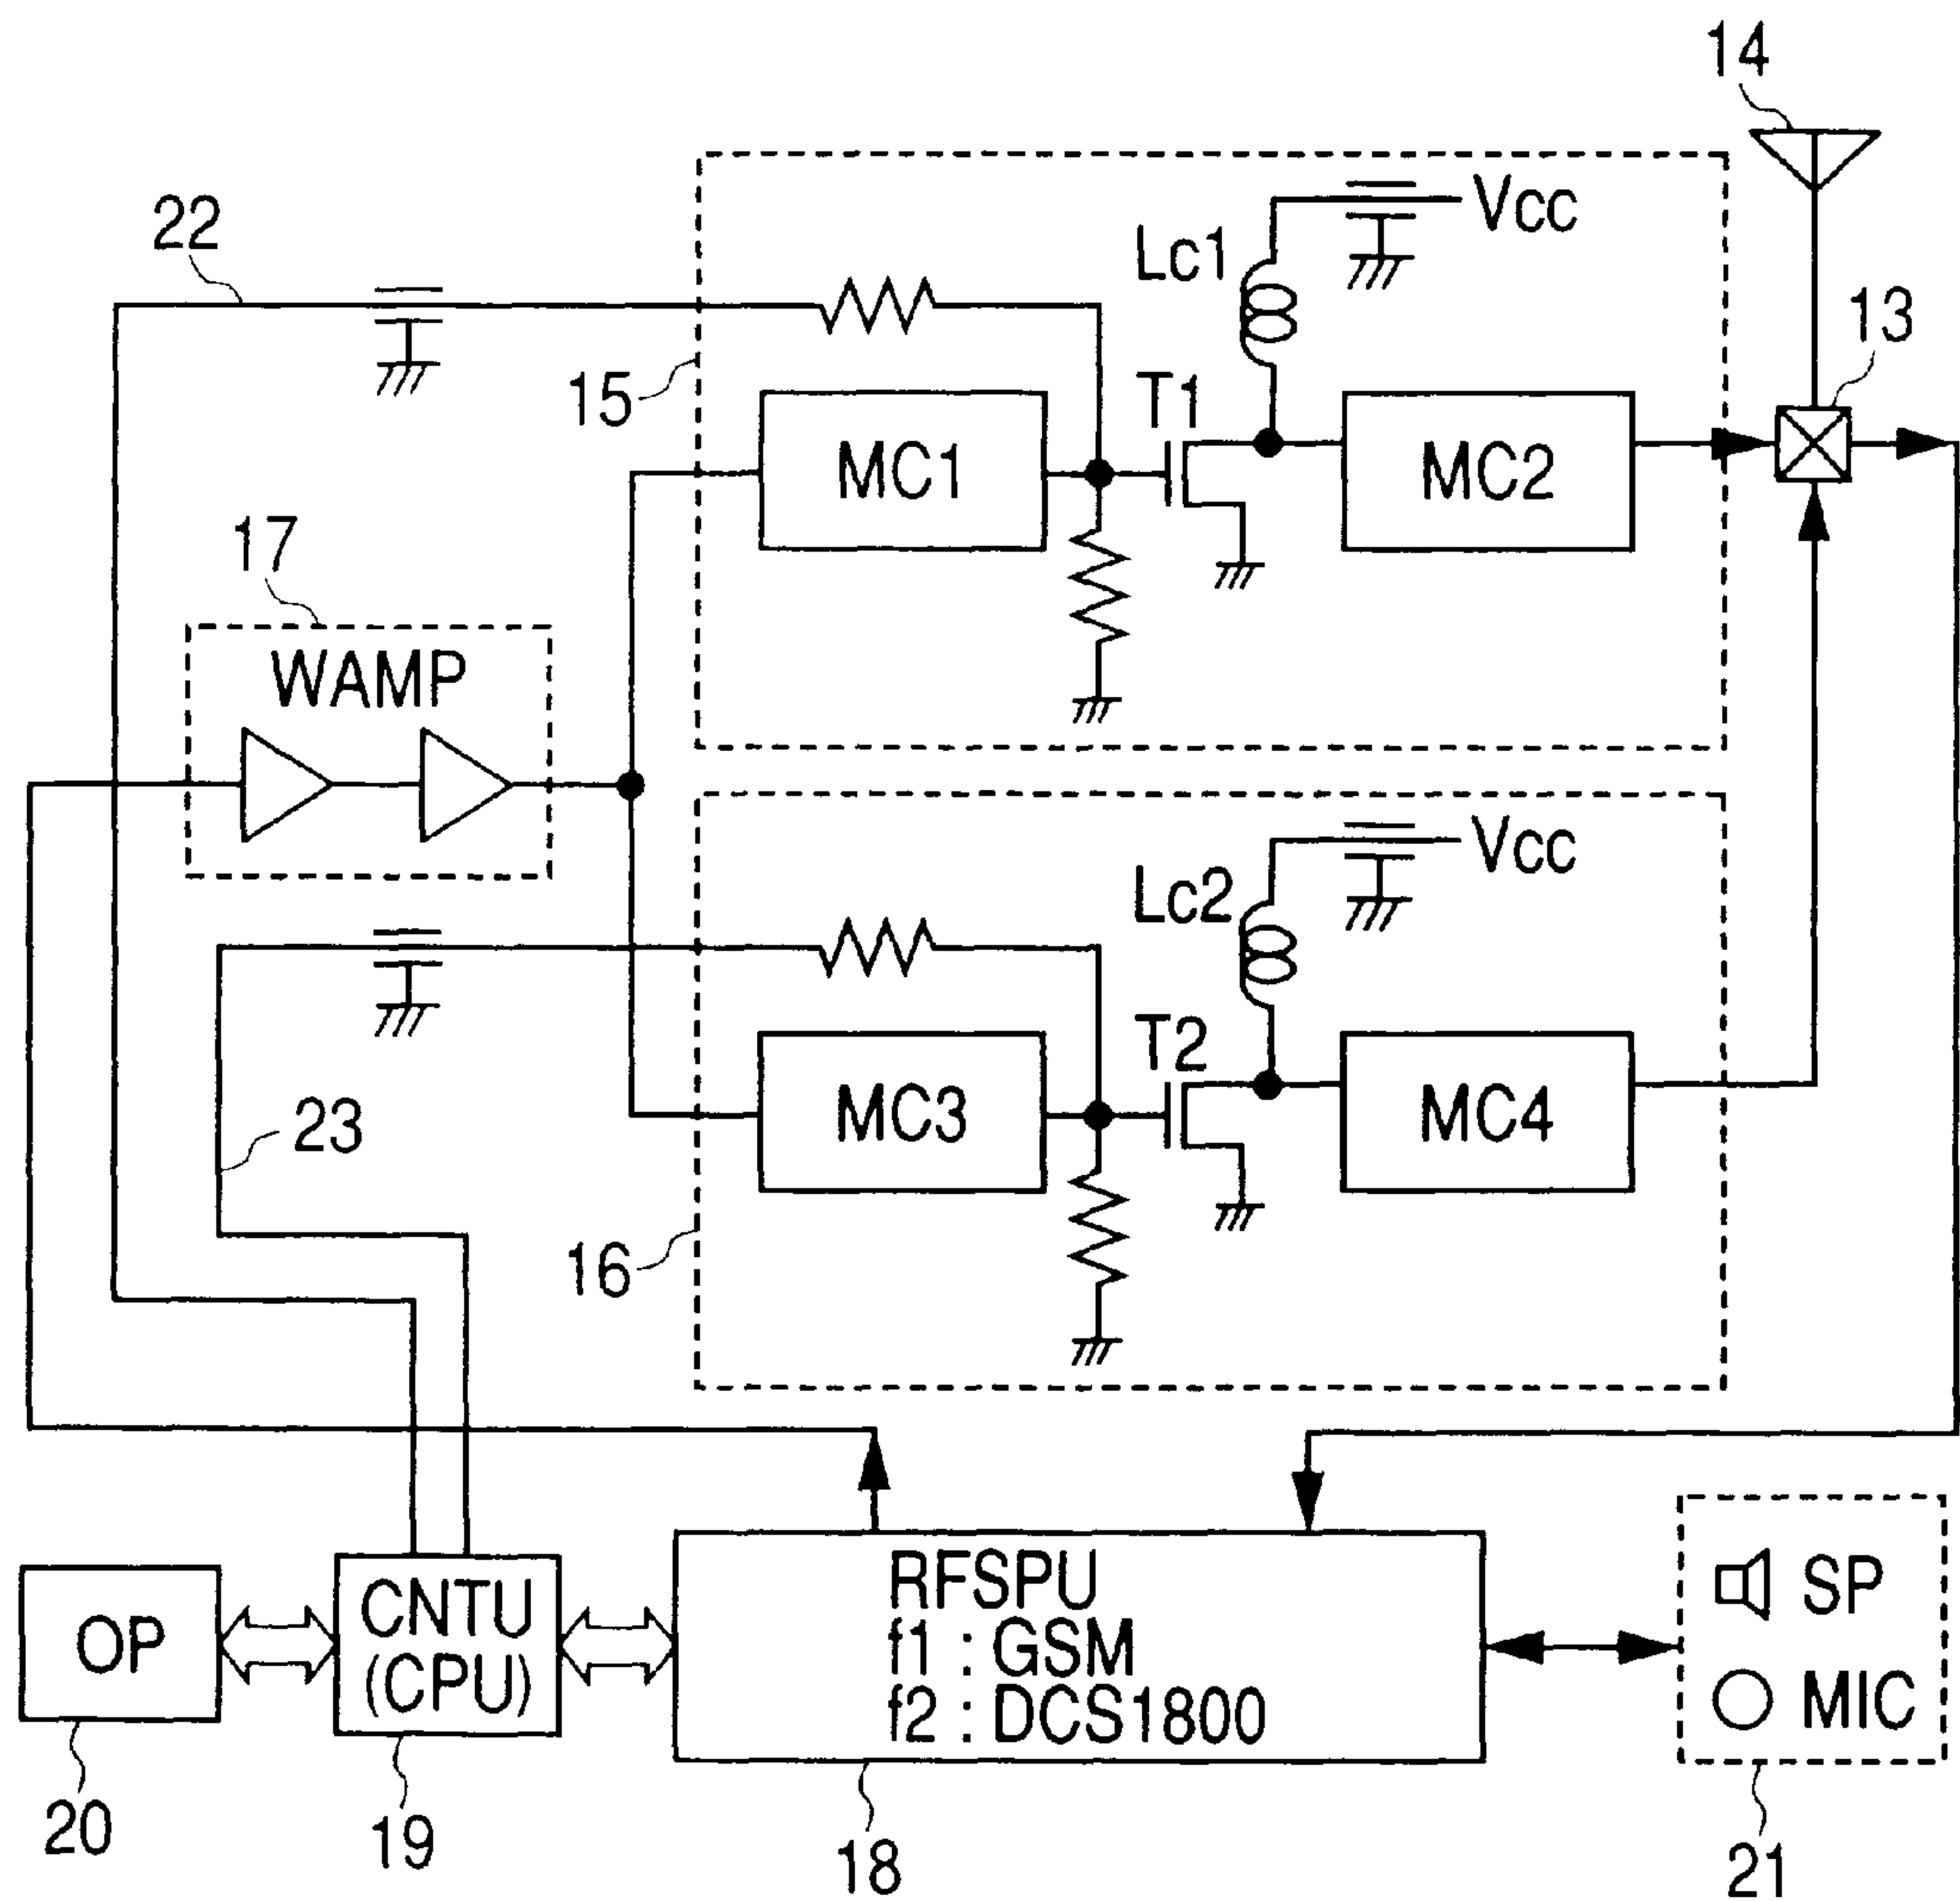 14
22
Vcc
Lc1
13
15
T1
MC1
MC2
17
WAMP
Vcc
Lc2
T2
MC3
MC4
23
16
RFSPU
f1 : GSM
f2 : DCS1800
CNTU
(CPU)
OP
SP
MIC
20
19
18
21